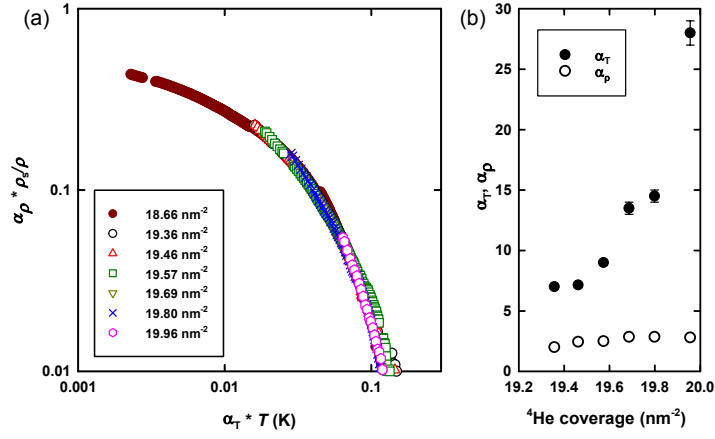 (a)
1
0.1
0.01
α𝜌 * ρs/ρ
18.66 nm-2
19.36 nm-2
19.46 nm-2
19.57 nm-2
19.69 nm-2
19.80 nm-2
19.96 nm-2
0.001
0.01
0.1
αT * T (K)
(b)
αT
αρ
30
25
20
15
10
5
0
αT, αρ
19.2
19.4
19.6
19.8
20.0
4He coverage (nm-2)